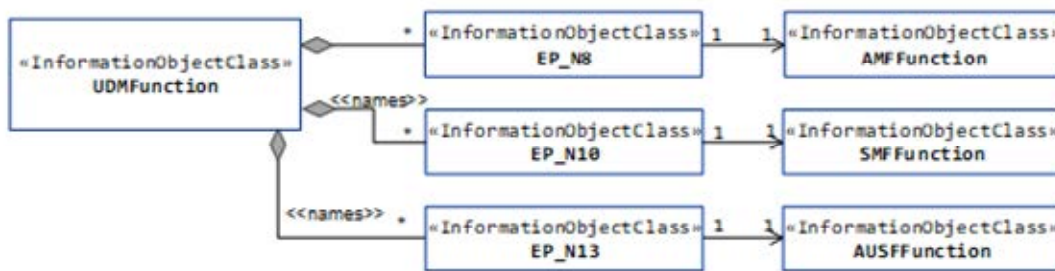 «InformationObjectClass»
UDMFunction
*
«InformationObjectClass»
EP_N8
1
1
«InformationObjectClass»
AMFFunction
<<names>>
*
«InformationObjectClass»
EP_N10
1
1
«InformationObjectClass»
SMFFunction
<<names>>
*
«InformationObjectClass»
EP_N13
1
1
«InformationObjectClass»
AUSFFunction